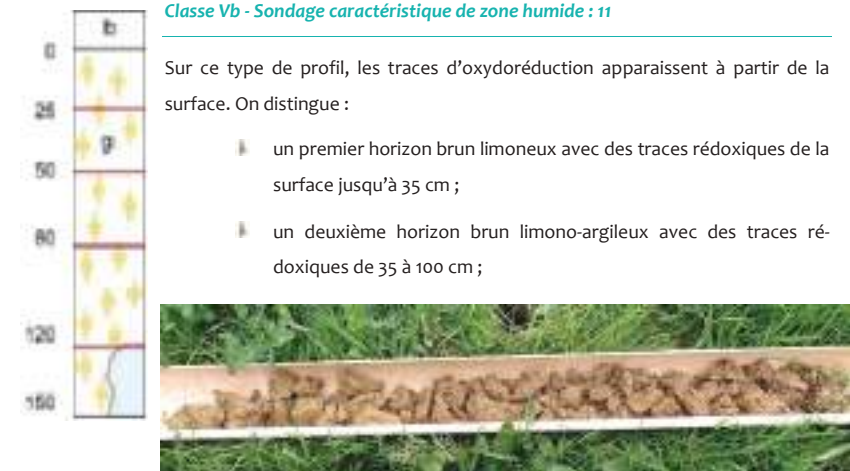 Classe Vb - Sondage caractéristique de zone humide : 11
Sur ce type de profil, les traces d'oxydoréduction apparaissent à partir de la
surface. On distingue :
un premier horizon brun limoneux avec des traces rédoxiques de la
surface jusqu'à 35 cm ;
un deuxième horizon brun limono-argileux avec des traces ré-
doxiques de 35 à 100 cm ;
b
0
25
g
50
80
120